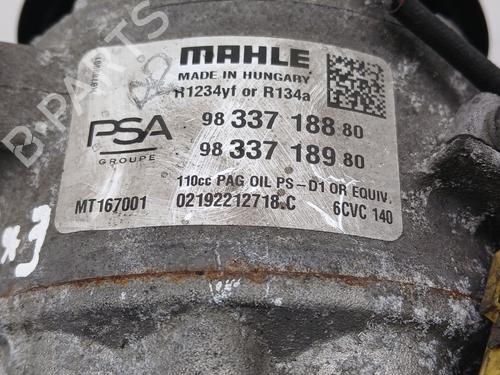 MAHLE
MADE IN HUNGARY
R1234yf or R134a
PSA
GROUPE
98 337 188 80
98 337 189 80
110cc PAG OIL PS-D1 OR EQUIV.
MT167001 02192212718.C 6CVC 140
x3
B-PARTS